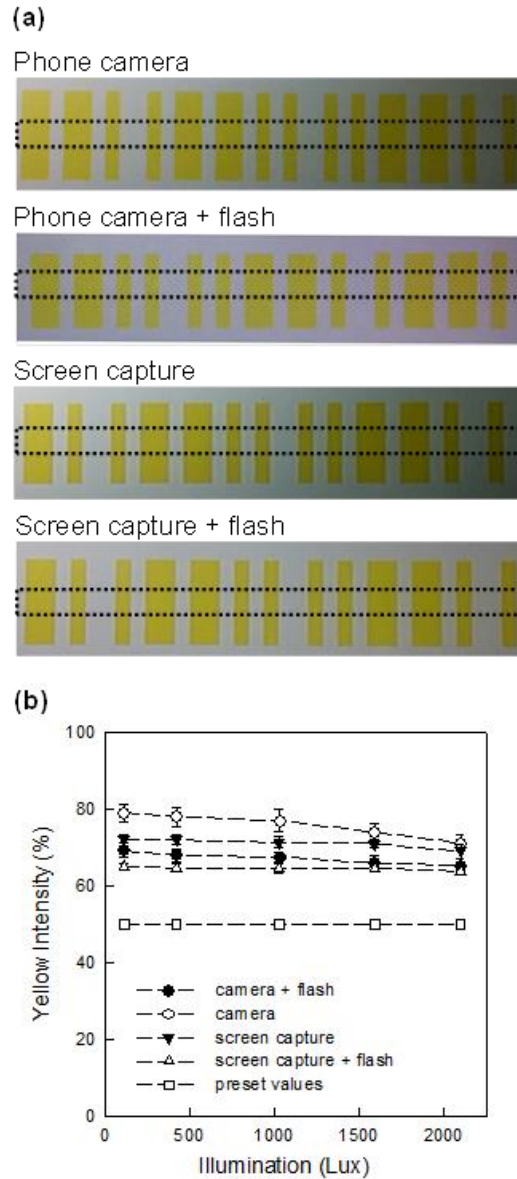 (a)
Phone camera
Phone camera + flash
Screen capture
Screen capture + flash
(b)
100
80
60
40
20
0
Yellow Intensity (%)
camera + flash
camera
screen capture
screen capture + flash
preset values
0 500 1000 1500 2000
Illumination (Lux)